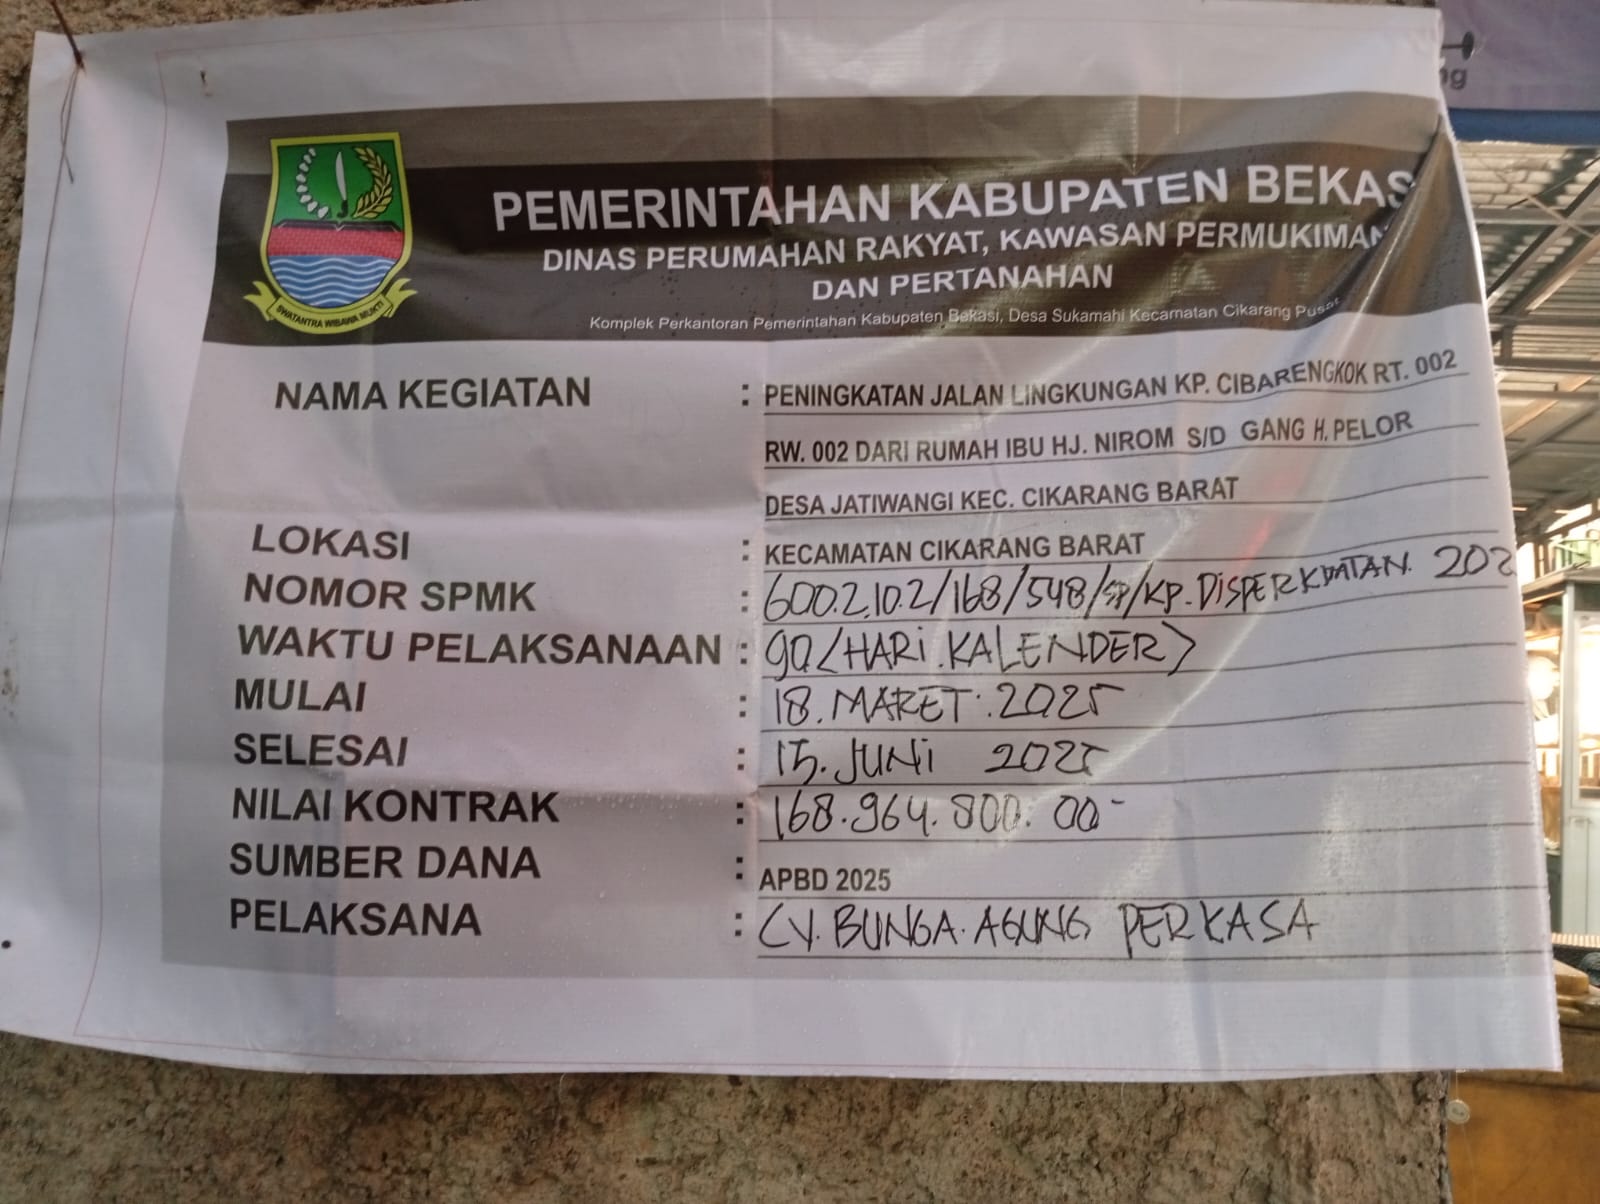 SWATANTRA WIBAWA MUKTI
PEMERINTAHAN KABUPATEN BEKAS
DINAS PERUMAHAN RAKYAT, KAWASAN PERMUKIMAN
DAN PERTANAHAN
Komplek Perkantoran Pemerintahan Kabupaten Bekasi, Desa Sukamahi Kecamatan Cikarang Pusat
NAMA KEGIATAN : PENINGKATAN JALAN LINGKUNGAN KP. CIBARENGKOK RT. 002
RW. 002 DARI RUMAH IBU HJ. NIROM S/D GANG H. PELOR
DESA JATIWANGI KEC. CIKARANG BARAT
LOKASI : KECAMATAN CIKARANG BARAT
NOMOR SPMK : 600.2.10.2/168/548/SP/KP.DISPERKDATAN. 202
WAKTU PELAKSANAAN : 90 (HARI.KALENDER)
MULAI : 18. MARET. 2025
SELESAI : 15. JUNI 2025
NILAI KONTRAK : 168.964.800.00-
SUMBER DANA : APBD 2025
PELAKSANA : CV. BUNGA. AGUNG PERKASA
ng